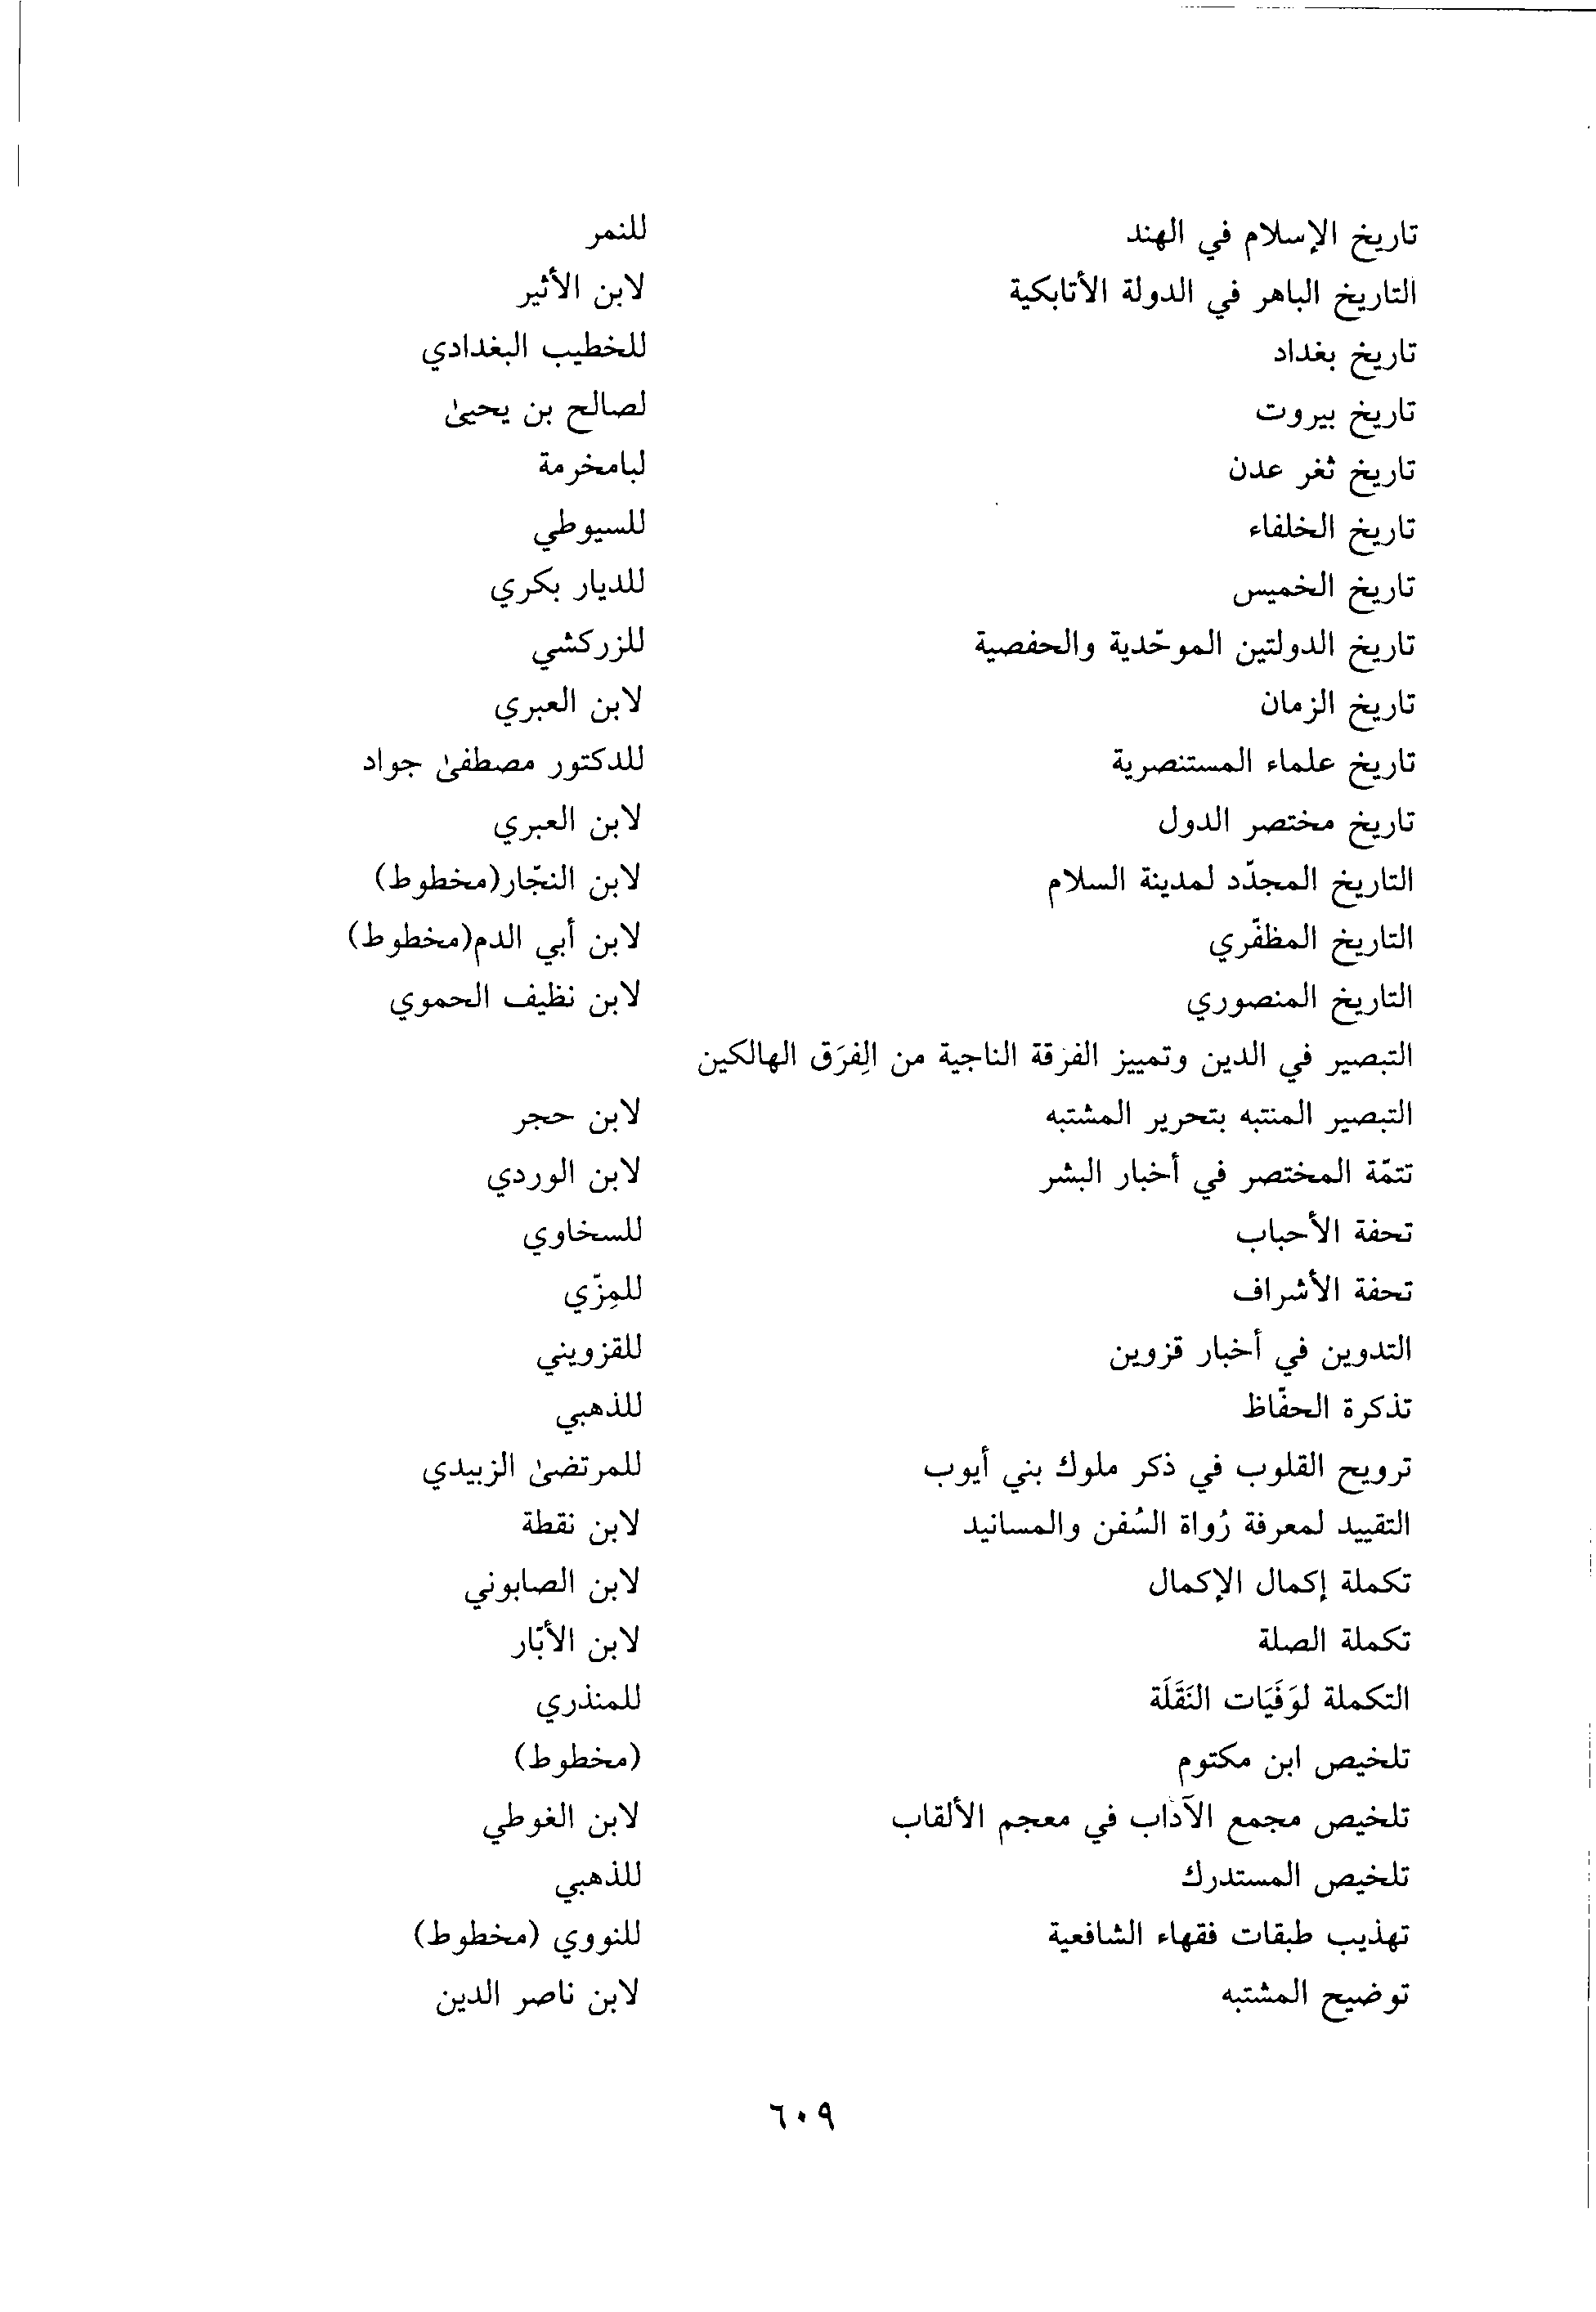 تاريخ الإسلام في الهند للنمر
التاريخ الباهر في الدولة الأتابكية لابن الأثير
تاريخ بغداد للخطيب البغدادي
تاريخ بيروت لصالح بن يحيىٰ
تاريخ ثغر عدن لبامخرمة
تاريخ الخلفاء للسيوطي
تاريخ الخميس للديار بكري
تاريخ الدولتين الموحّدية والحفصية للزركشي
تاريخ الزمان لابن العبري
تاريخ علماء المستنصرية للدكتور مصطفىٰ جواد
تاريخ مختصر الدول لابن العبري
التاريخ المجدّد لمدينة السلام لابن النجّار(مخطوط)
التاريخ المظفّري لابن أبي الدم(مخطوط)
التاريخ المنصوري لابن نظيف الحموي
التبصير في الدين وتمييز الفرقة الناجية من الِفرَق الهالكين
التبصير المنتبه بتحرير المشتبه لابن حجر
تتمّة المختصر في أخبار البشر لابن الوردي
تحفة الأحباب للسخاوي
تحفة الأشراف للمِزّي
التدوين في أخبار قزوين للقزويني
تذكرة الحفّاظ للذهبي
ترويح القلوب في ذكر ملوك بني أيوب للمرتضىٰ الزبيدي
التقييد لمعرفة رُواة السُفن والمسانيد لابن نقطة
تكملة إكمال الإكمال لابن الصابوني
تكملة الصلة لابن الأبّار
التكملة لوَفَيَات النَقَلَة للمنذري
تلخيص ابن مكتوم (مخطوط)
تلخيص مجمع الآداب في معجم الألقاب لابن الغوطي
تلخيص المستدرك للذهبي
تهذيب طبقات فقهاء الشافعية للنووي (مخطوط)
توضيح المشتبه لابن ناصر الدين
٦٠٩